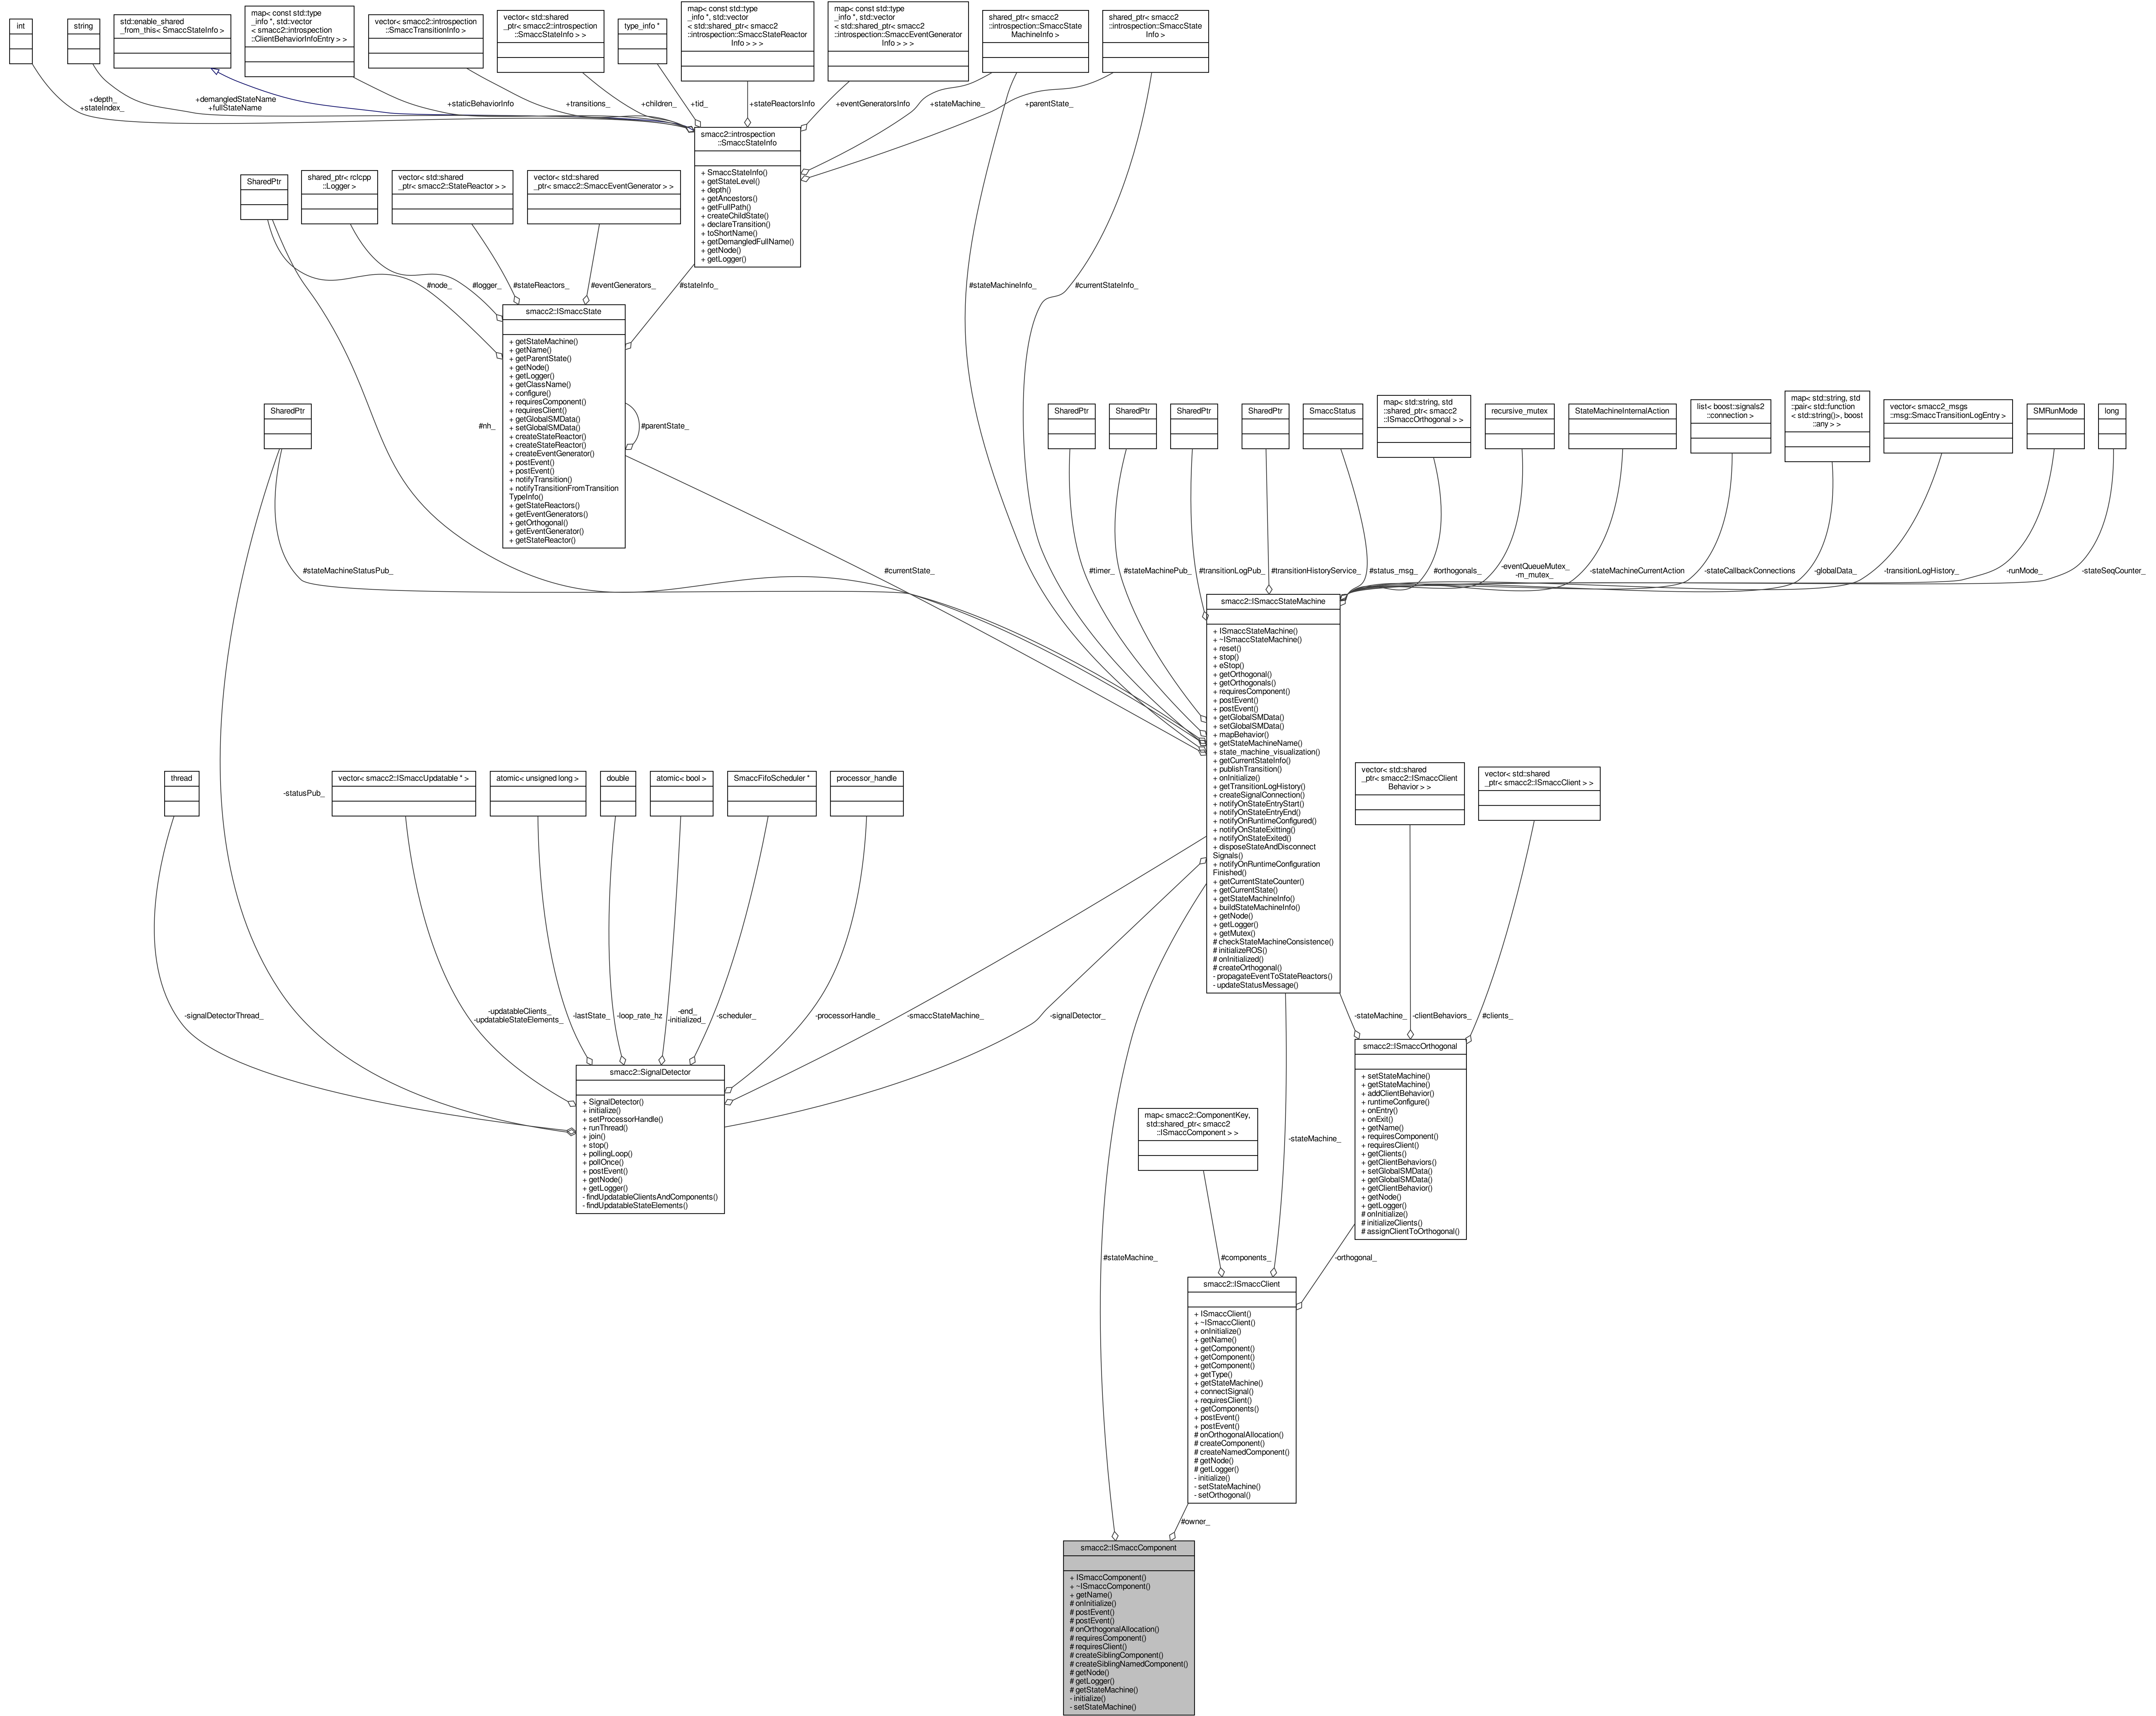 int
string
std::enable_shared
_from_this< SmaccStateInfo >
map< const std::type
_info *, std::vector
< smacc2::introspection
::ClientBehaviorInfoEntry > >
vector< smacc2::introspection
::SmaccTransitionInfo >
vector< std::shared
_ptr< smacc2::introspection
::SmaccStateInfo > >
type_info *
map< const std::type
_info *, std::vector
< std::shared_ptr< smacc2
::introspection::SmaccStateReactor
Info > > >
map< const std::type
_info *, std::vector
< std::shared_ptr< smacc2
::introspection::SmaccEventGenerator
Info > > >
shared_ptr< smacc2
::introspection::SmaccState
MachineInfo >
shared_ptr< smacc2
::introspection::SmaccState
Info >
+depth_
+stateIndex_
+demangledStateName
+fullStateName
+staticBehaviorInfo
+transitions_
+children_
+tid_
+stateReactorsInfo
+eventGeneratorsInfo
+stateMachine_
+parentState_
smacc2::introspection
::SmaccStateInfo
+ SmaccStateInfo()
+ getStateLevel()
+ depth()
+ getAncestors()
+ getFullPath()
+ createChildState()
+ declareTransition()
+ toShortName()
+ getDemangledFullName()
+ getNode()
+ getLogger()
SharedPtr
shared_ptr< rclcpp
::Logger >
vector< std::shared
_ptr< smacc2::StateReactor > >
vector< std::shared
_ptr< smacc2::SmaccEventGenerator > >
#node_
#logger_
#stateReactors_
#eventGenerators_
#stateInfo_
#stateMachineInfo_
#currentStateInfo_
smacc2::ISmaccState
+ getStateMachine()
+ getName()
+ getParentState()
+ getNode()
+ getLogger()
+ getClassName()
+ configure()
+ requiresComponent()
+ requiresClient()
+ getGlobalSMData()
+ setGlobalSMData()
+ createStateReactor()
+ createStateReactor()
+ createEventGenerator()
+ postEvent()
+ postEvent()
+ notifyTransition()
+ notifyTransitionFromTransition
TypeInfo()
+ getStateReactors()
+ getEventGenerators()
+ getOrthogonal()
+ getEventGenerator()
+ getStateReactor()
#parentState_
#nh_
SharedPtr
SharedPtr
SharedPtr
SharedPtr
SharedPtr
SmaccStatus
map< std::string, std
::shared_ptr< smacc2
::ISmaccOrthogonal > >
recursive_mutex
StateMachineInternalAction
list< boost::signals2
::connection >
map< std::string, std
::pair< std::function
< std::string()>, boost
::any > >
vector< smacc2_msgs
::msg::SmaccTransitionLogEntry >
SMRunMode
long
#stateMachineStatusPub_
#currentState_
#timer_
#stateMachinePub_
#transitionLogPub_
#transitionHistoryService_
#status_msg_
#orthogonals_
-eventQueueMutex_
-m_mutex_
-stateMachineCurrentAction
-stateCallbackConnections
-globalData_
-transitionLogHistory_
-runMode_
-stateSeqCounter_
smacc2::ISmaccStateMachine
+ ISmaccStateMachine()
+ ~ISmaccStateMachine()
+ reset()
+ stop()
+ eStop()
+ getOrthogonal()
+ getOrthogonals()
+ requiresComponent()
+ postEvent()
+ postEvent()
+ getGlobalSMData()
+ setGlobalSMData()
+ mapBehavior()
+ getStateMachineName()
+ state_machine_visualization()
+ getCurrentStateInfo()
+ publishTransition()
+ onInitialize()
+ getTransitionLogHistory()
+ createSignalConnection()
+ notifyOnStateEntryStart()
+ notifyOnStateEntryEnd()
+ notifyOnRuntimeConfigured()
+ notifyOnStateExitting()
+ notifyOnStateExited()
+ disposeStateAndDisconnect
Signals()
+ notifyOnRuntimeConfiguration
Finished()
+ getCurrentStateCounter()
+ getCurrentState()
+ getStateMachineInfo()
+ buildStateMachineInfo()
+ getNode()
+ getLogger()
+ getMutex()
# checkStateMachineConsistence()
# initializeROS()
# onInitialized()
# createOrthogonal()
- propagateEventToStateReactors()
- updateStatusMessage()
thread
-statusPub_
vector< smacc2::ISmaccUpdatable * >
atomic< unsigned long >
double
atomic< bool >
SmaccFifoScheduler *
processor_handle
vector< std::shared
_ptr< smacc2::ISmaccClient
Behavior > >
vector< std::shared
_ptr< smacc2::ISmaccClient > >
-signalDetectorThread_
-updatableClients_
-updatableStateElements_
-lastState_
-loop_rate_hz
-end_
-initialized_
-scheduler_
-processorHandle_
-smaccStateMachine_
-signalDetector_
-stateMachine_
-clientBehaviors_
#clients_
smacc2::SignalDetector
+ SignalDetector()
+ initialize()
+ setProcessorHandle()
+ runThread()
+ join()
+ stop()
+ pollingLoop()
+ pollOnce()
+ postEvent()
+ getNode()
+ getLogger()
- findUpdatableClientsAndComponents()
- findUpdatableStateElements()
smacc2::ISmaccOrthogonal
+ setStateMachine()
+ getStateMachine()
+ addClientBehavior()
+ runtimeConfigure()
+ onEntry()
+ onExit()
+ getName()
+ requiresComponent()
+ requiresClient()
+ getClients()
+ getClientBehaviors()
+ setGlobalSMData()
+ getGlobalSMData()
+ getClientBehavior()
+ getNode()
+ getLogger()
# onInitialize()
# initializeClients()
# assignClientToOrthogonal()
map< smacc2::ComponentKey,
std::shared_ptr< smacc2
::ISmaccComponent > >
-stateMachine_
#stateMachine_
#components_
-orthogonal_
smacc2::ISmaccClient
+ ISmaccClient()
+ ~ISmaccClient()
+ onInitialize()
+ getName()
+ getComponent()
+ getComponent()
+ getComponent()
+ getType()
+ getStateMachine()
+ connectSignal()
+ requiresClient()
+ getComponents()
+ postEvent()
+ postEvent()
# onOrthogonalAllocation()
# createComponent()
# createNamedComponent()
# getNode()
# getLogger()
- initialize()
- setStateMachine()
- setOrthogonal()
#owner_
smacc2::ISmaccComponent
+ ISmaccComponent()
+ ~ISmaccComponent()
+ getName()
# onInitialize()
# postEvent()
# postEvent()
# onOrthogonalAllocation()
# requiresComponent()
# requiresClient()
# createSiblingComponent()
# createSiblingNamedComponent()
# getNode()
# getLogger()
# getStateMachine()
- initialize()
- setStateMachine()